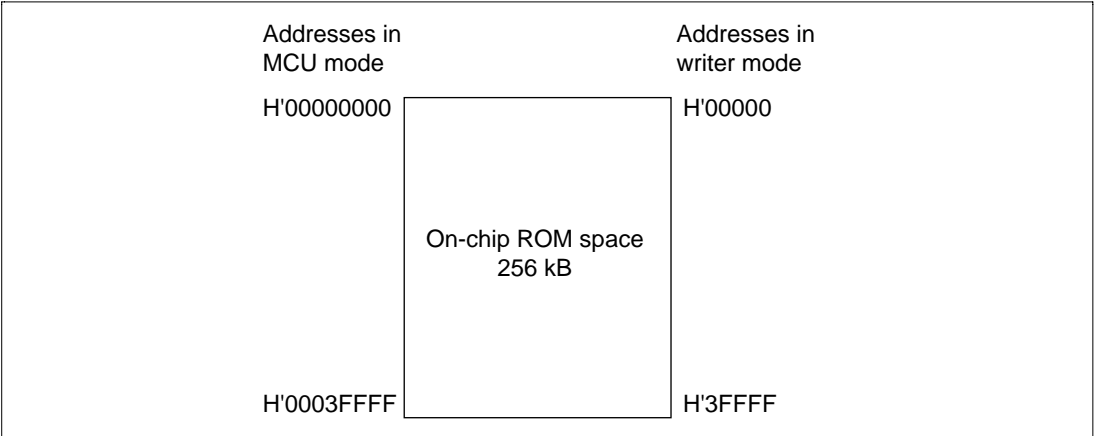 Addresses in
MCU mode
Addresses in
writer mode
H'00000000
H'00000
On-chip ROM space
256 kB
H'0003FFFF
H'3FFFF